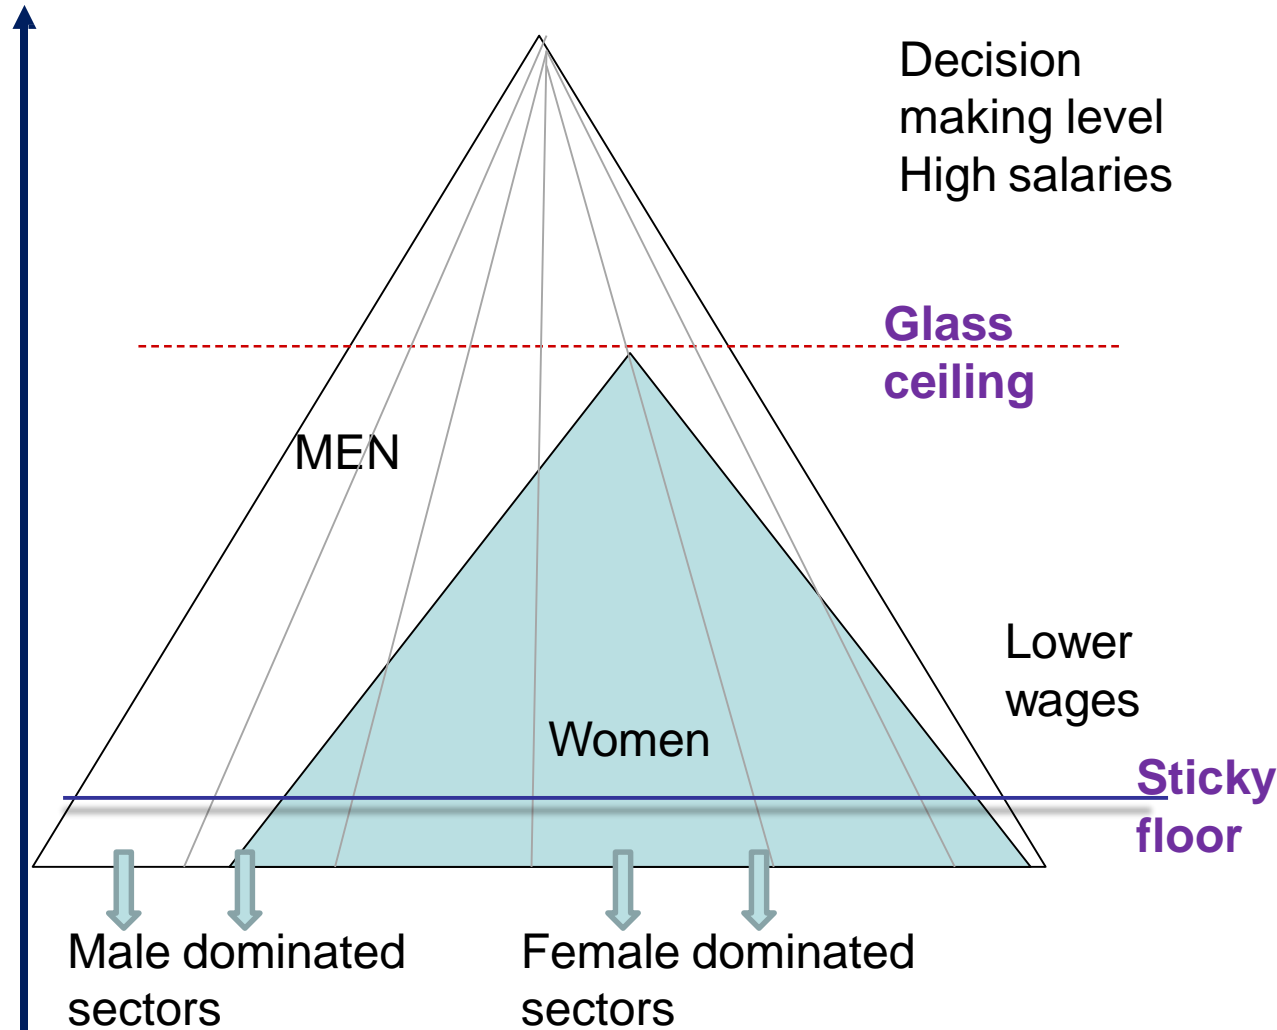 Decision
making level
High salaries
Glass
ceiling
MEN
Lower
wages
Women
Sticky
floor
Male dominated
sectors
Female dominated
sectors